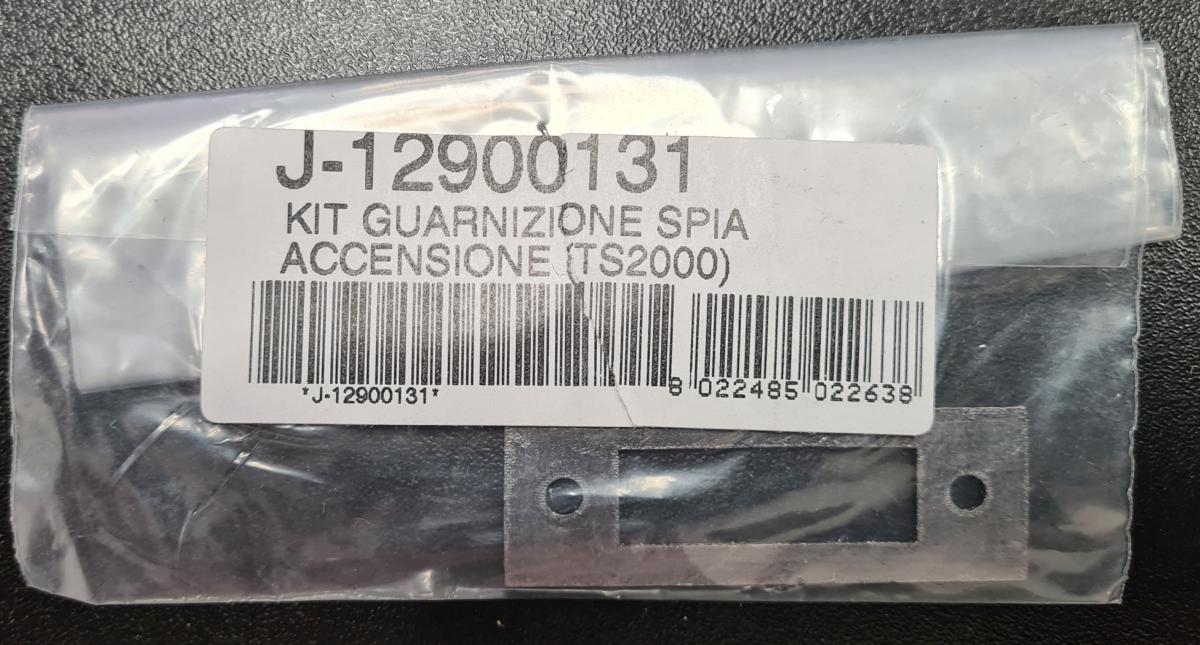 J-12900131
KIT GUARNIZIONE SPIA
ACCENSIONE (TS2000)
*J-12900131*
8 022485 022638